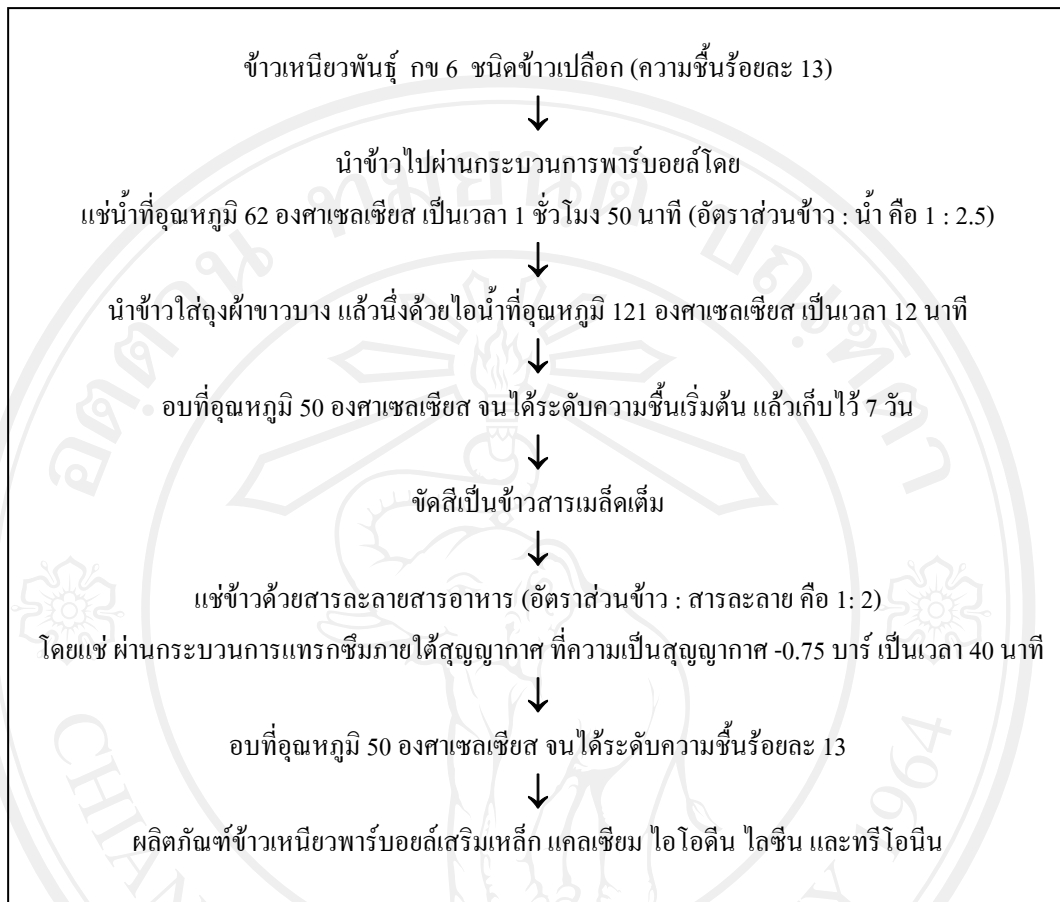 ข้าวเหนียวพันธุ์ กข 6 ชนิดข้าวเปลือก (ความชื้นร้อยละ 13)
↓
นำข้าวไปผ่านกระบวนการพาร์บอยล์โดย
แช่น้ำที่อุณหภูมิ 62 องศาเซลเซียส เป็นเวลา 1 ชั่วโมง 50 นาที (อัตราส่วนข้าว : น้ำ คือ 1 : 2.5)
↓
นำข้าวใส่ถุงผ้าขาวบาง แล้วนึ่งด้วยไอน้ำที่อุณหภูมิ 121 องศาเซลเซียส เป็นเวลา 12 นาที
↓
อบที่อุณหภูมิ 50 องศาเซลเซียส จนได้ระดับความชื้นเริ่มต้น แล้วเก็บไว้ 7 วัน
↓
ขัดสีเป็นข้าวสารเมล็ดเต็ม
↓
แช่ข้าวด้วยสารละลายสารอาหาร (อัตราส่วนข้าว : สารละลาย คือ 1: 2)
โดยแช่ ผ่านกระบวนการแทรกซึมภายใต้สุญญากาศ ที่ความเป็นสุญญากาศ -0.75 บาร์ เป็นเวลา 40 นาที
↓
อบที่อุณหภูมิ 50 องศาเซลเซียส จนได้ระดับความชื้นร้อยละ 13
↓
ผลิตภัณฑ์ข้าวเหนียวพาร์บอยล์เสริมเหล็ก แคลเซียม ไอโอดีน ไลซีน และทรีโอนีน